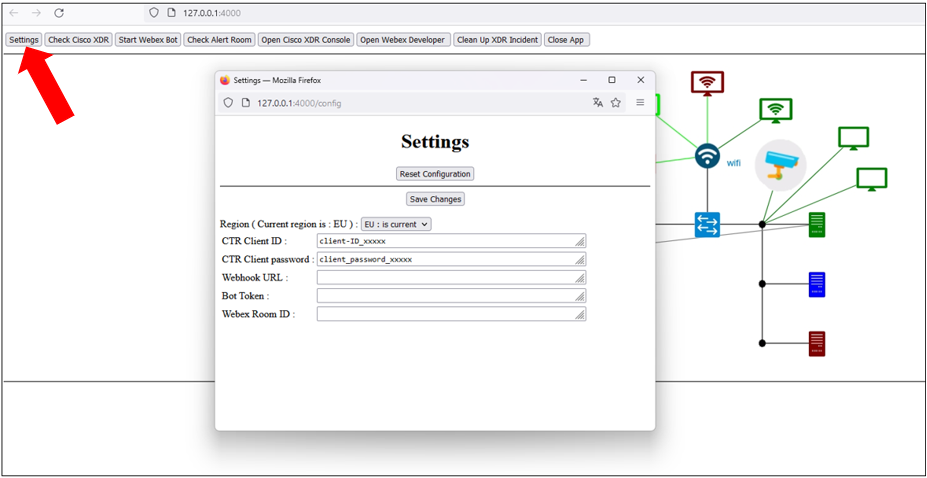 127.0.0.1:4000
Settings Check Cisco XDR Start Webex Bot Check Alert Room Open Cisco XDR Console Open Webex Developer Clean Up XDR Incident Close App
Settings — Mozilla Firefox
127.0.0.1:4000/config
Settings
Reset Configuration
Save Changes
Region ( Current region is : EU ) : EU : is current
CTR Client ID : client-ID_xxxxx
CTR Client password : client_password_xxxxx
Webhook URL :
Bot Token :
Webex Room ID :
wifi